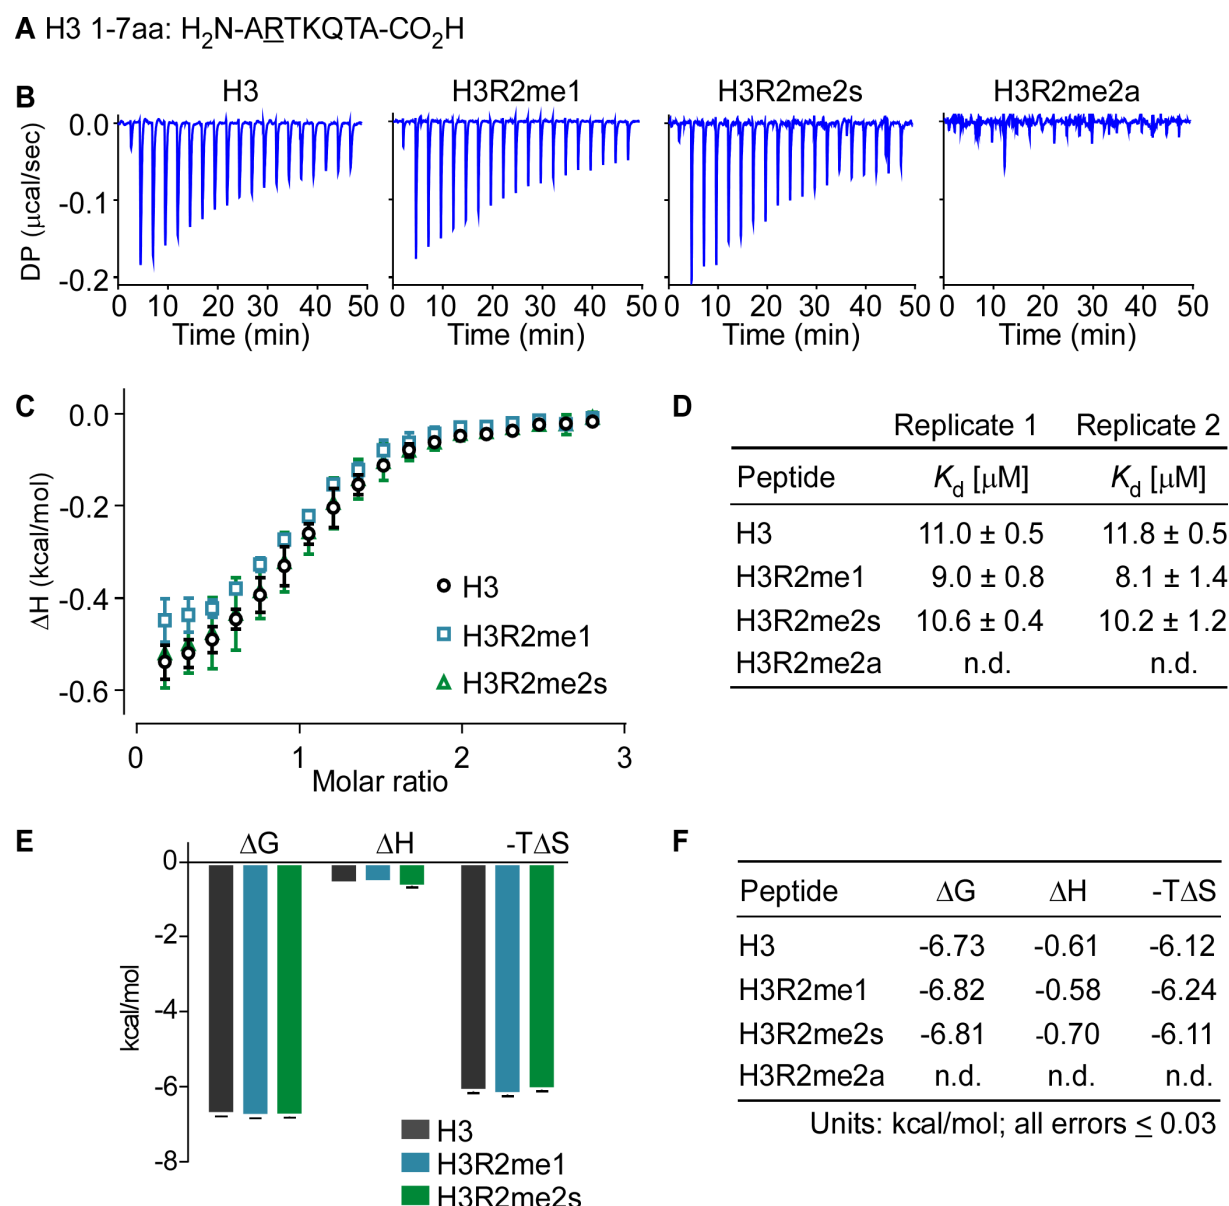 A H3 1-7aa: H2N-ARTKQTA-CO2H
B
H3 H3R2me1 H3R2me2s H3R2me2a
DP (μcal/sec)
0.0
-0.1
-0.2
0 10 20 30 40 50 0 10 20 30 40 50 0 10 20 30 40 50 0 10 20 30 40 50
Time (min) Time (min) Time (min) Time (min)
C
ΔH (kcal/mol)
0.0
-0.2
-0.4
-0.6
H3
H3R2me1
H3R2me2s
0 1 2 3
Molar ratio
D
Replicate 1 Replicate 2
Peptide Kd [μM] Kd [μM]
H3 11.0 ± 0.5 11.8 ± 0.5
H3R2me1 9.0 ± 0.8 8.1 ± 1.4
H3R2me2s 10.6 ± 0.4 10.2 ± 1.2
H3R2me2a n.d. n.d.
E
ΔG ΔH -TΔS
kcal/mol
0
-2
-4
-6
-8
H3
H3R2me1
H3R2me2s
F
Peptide ΔG ΔH -TΔS
H3 -6.73 -0.61 -6.12
H3R2me1 -6.82 -0.58 -6.24
H3R2me2s -6.81 -0.70 -6.11
H3R2me2a n.d. n.d. n.d.
Units: kcal/mol; all errors ≤ 0.03